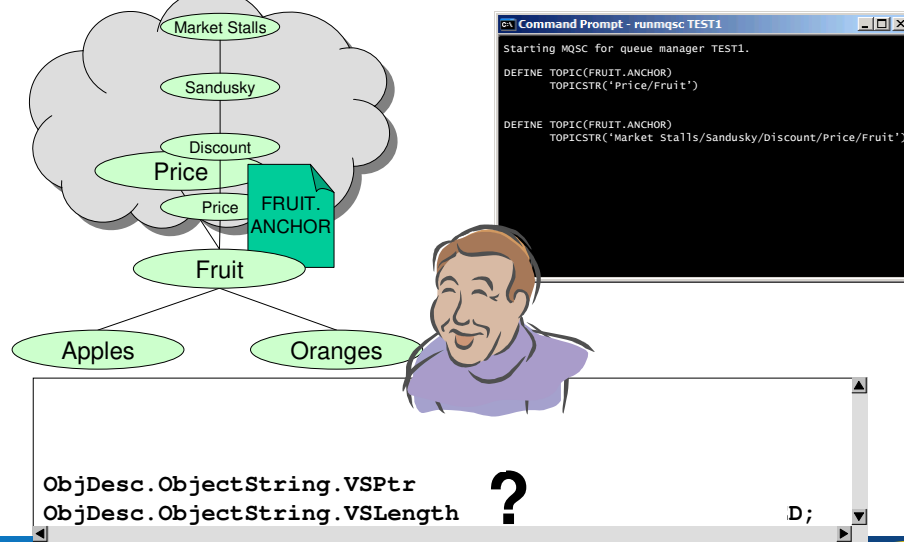 Market Stalls
Sandusky
Discount
Price
Price
FRUIT.
ANCHOR
Fruit
Apples
Oranges
Command Prompt - runmqsc TEST1
Starting MQSC for queue manager TEST1.
DEFINE TOPIC(FRUIT.ANCHOR)
TOPICSTR(‘Price/Fruit’)
DEFINE TOPIC(FRUIT.ANCHOR)
TOPICSTR(‘Market Stalls/Sandusky/Discount/Price/Fruit’)
ObjDesc.ObjectString.VSPtr
ObjDesc.ObjectString.VSLength ? D;